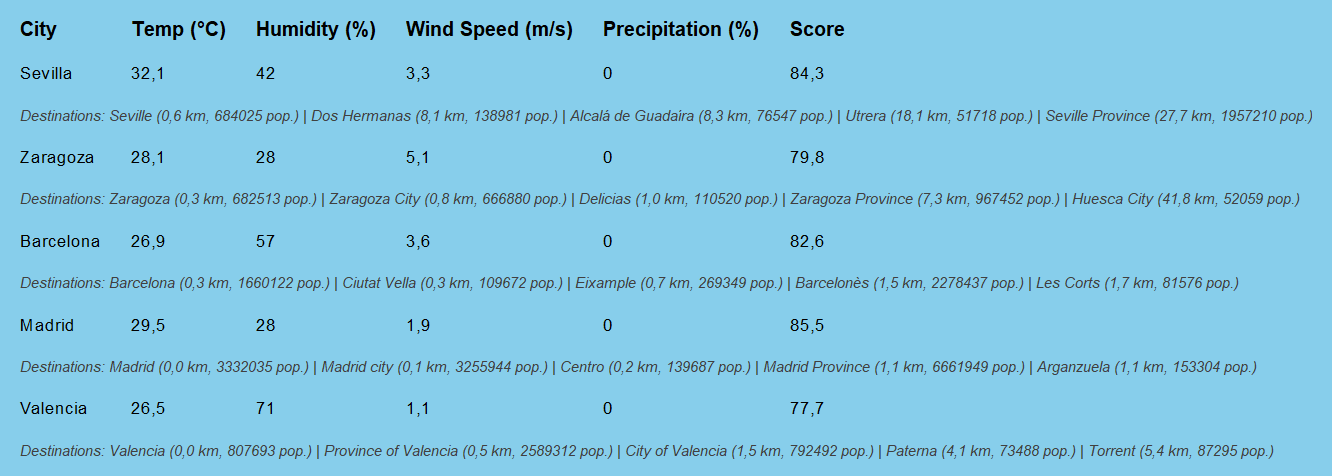 City Temp (°C) Humidity (%) Wind Speed (m/s) Precipitation (%) Score
Sevilla 32,1 42 3,3 0 84,3
Destinations: Seville (0,6 km, 684025 pop.) | Dos Hermanas (8,1 km, 138981 pop.) | Alcalá de Guadaíra (8,3 km, 76547 pop.) | Utrera (18,1 km, 51718 pop.) | Seville Province (27,7 km, 1957210 pop.)
Zaragoza 28,1 28 5,1 0 79,8
Destinations: Zaragoza (0,3 km, 682513 pop.) | Zaragoza City (0,8 km, 666880 pop.) | Delicias (1,0 km, 110520 pop.) | Zaragoza Province (7,3 km, 967452 pop.) | Huesca City (41,8 km, 52059 pop.)
Barcelona 26,9 57 3,6 0 82,6
Destinations: Barcelona (0,3 km, 1660122 pop.) | Ciutat Vella (0,3 km, 109672 pop.) | Eixample (0,7 km, 269349 pop.) | Barcelonès (1,5 km, 2278437 pop.) | Les Corts (1,7 km, 81576 pop.)
Madrid 29,5 28 1,9 0 85,5
Destinations: Madrid (0,0 km, 3332035 pop.) | Madrid city (0,1 km, 3255944 pop.) | Centro (0,2 km, 139687 pop.) | Madrid Province (1,1 km, 6661949 pop.) | Arganzuela (1,1 km, 153304 pop.)
Valencia 26,5 71 1,1 0 77,7
Destinations: Valencia (0,0 km, 807693 pop.) | Province of Valencia (0,5 km, 2589312 pop.) | City of Valencia (1,5 km, 792492 pop.) | Paterna (4,1 km, 73488 pop.) | Torrent (5,4 km, 87295 pop.)